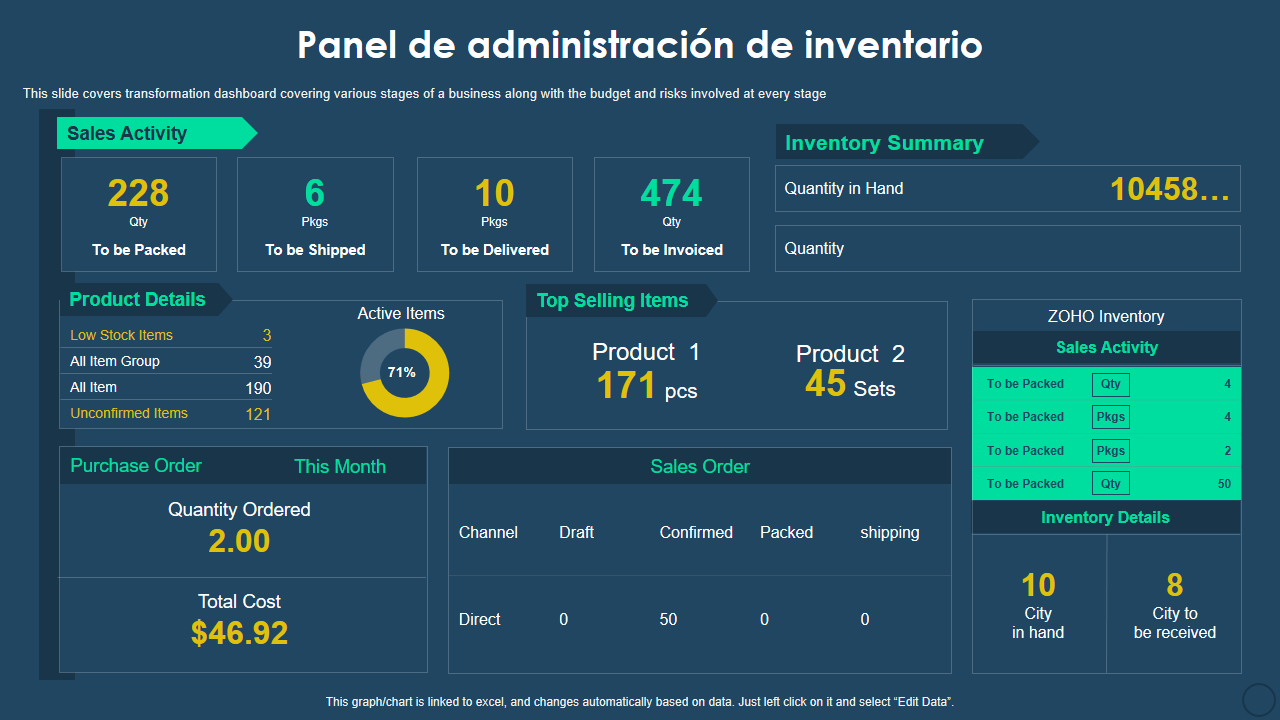 Panel de administración de inventario
This slide covers transformation dashboard covering various stages of a business along with the budget and risks involved at every stage
Sales Activity
228
Qty
To be Packed
6
Pkgs
To be Shipped
10
Pkgs
To be Delivered
474
Qty
To be Invoiced
Inventory Summary
Quantity in Hand 10458…
Quantity
Product Details
Low Stock Items 3
All Item Group 39
All Item 190
Unconfirmed Items 121
Active Items
71%
Top Selling Items
Product 1
171 pcs
Product 2
45 Sets
ZOHO Inventory
Sales Activity
To be Packed Qty 4
To be Packed Pkgs 4
To be Packed Pkgs 2
To be Packed Qty 50
Inventory Details
10
City
in hand
8
City to
be received
Purchase Order This Month
Quantity Ordered
2.00
Total Cost
$46.92
Sales Order
Channel Draft Confirmed Packed shipping
Direct 0 50 0 0
This graph/chart is linked to excel, and changes automatically based on data. Just left click on it and select “Edit Data”.